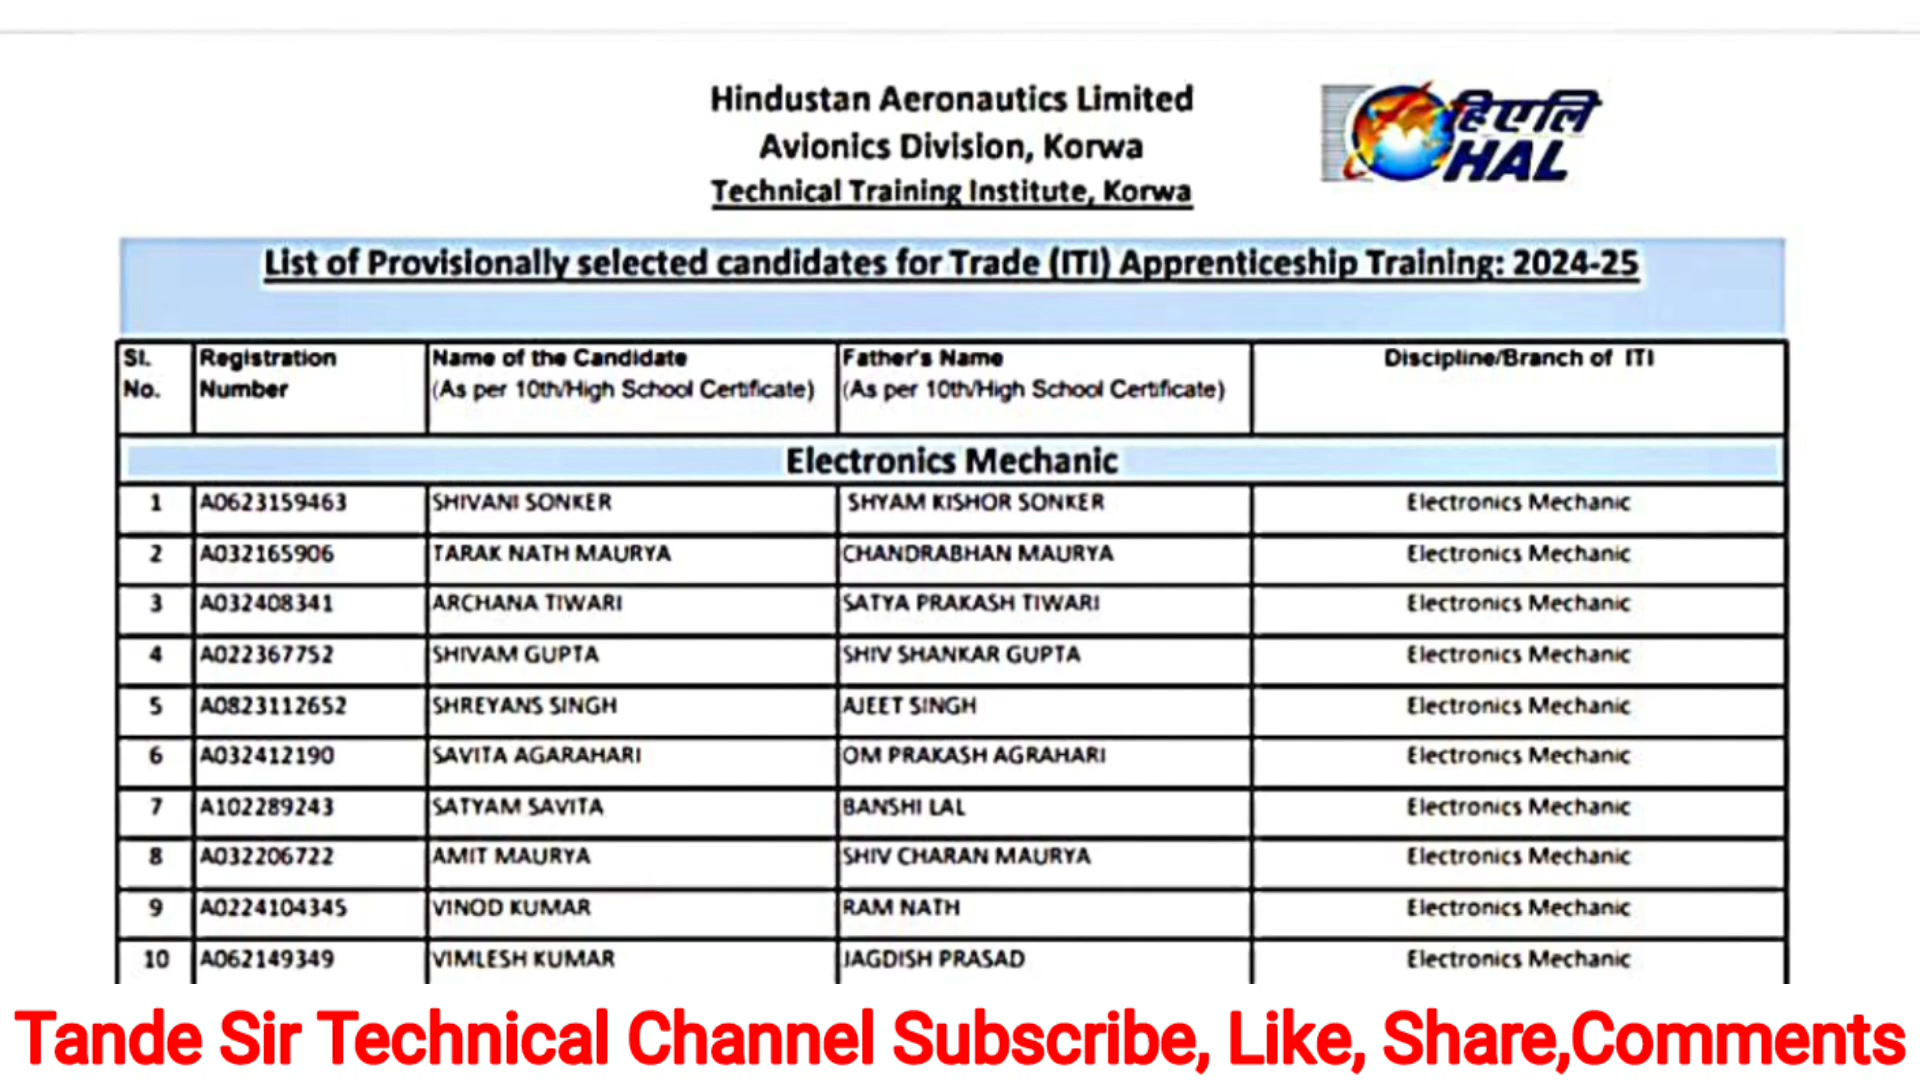 Hindustan Aeronautics Limited
हिएलि
Avionics Division, Korwa
HAL
Technical Training Institute, Korwa
List of Provisionally selected candidates for Trade (ITI) Apprenticeship Training: 2024-25
Sl. No. Registration Number Name of the Candidate (As per 10th/High School Certificate) Father's Name (As per 10th/High School Certificate) Discipline/Branch of ITI
Electronics Mechanic
1 A0623159463 SHIVANI SONKER SHYAM KISHOR SONKER Electronics Mechanic
2 A032165906 TARAK NATH MAURYA CHANDRABHAN MAURYA Electronics Mechanic
3 A032408341 ARCHANA TIWARI SATYA PRAKASH TIWARI Electronics Mechanic
4 A022367752 SHIVAM GUPTA SHIV SHANKAR GUPTA Electronics Mechanic
5 A0823112652 SHREYANS SINGH AJEET SINGH Electronics Mechanic
6 A032412190 SAVITA AGARAHARI OM PRAKASH AGRAHARI Electronics Mechanic
7 A102289243 SATYAM SAVITA BANSHI LAL Electronics Mechanic
8 A032206722 AMIT MAURYA SHIV CHARAN MAURYA Electronics Mechanic
9 A0224104345 VINOD KUMAR RAM NATH Electronics Mechanic
10 A062149349 VIMLESH KUMAR JAGDISH PRASAD Electronics Mechanic
Tande Sir Technical Channel Subscribe, Like, Share,Comments